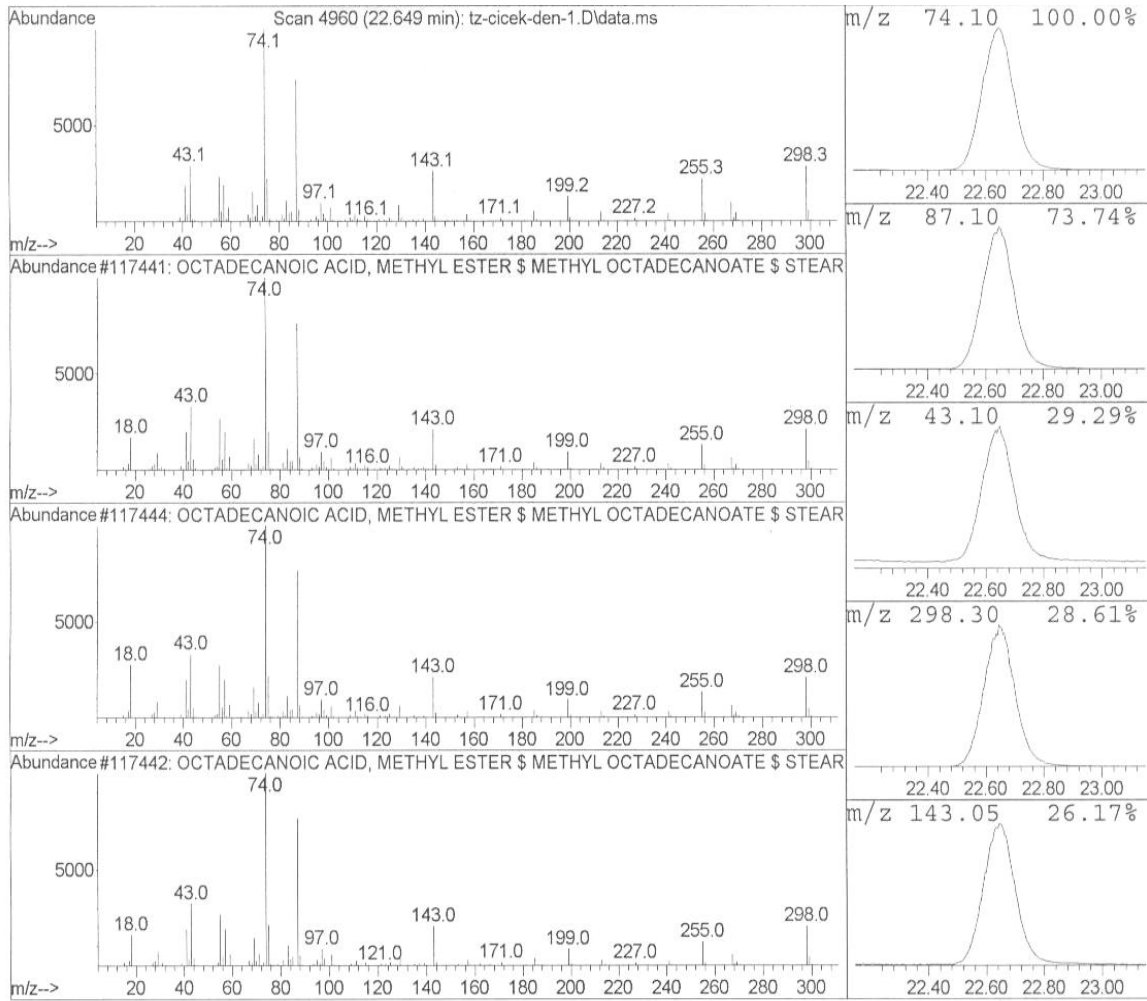 Abundance Scan 4960 (22.649 min): tz-cicek-den-1.D\data.ms
74.1
5000
43.1 97.1 116.1 143.1 171.1 199.2 227.2 255.3 298.3
20 40 60 80 100 120 140 160 180 200 220 240 260 280 300
m/z-->
Abundance #117441: OCTADECANOIC ACID, METHYL ESTER $ METHYL OCTADECANOATE $ STEAR
74.0
5000
18.0 43.0 97.0 116.0 143.0 171.0 199.0 227.0 255.0 298.0
20 40 60 80 100 120 140 160 180 200 220 240 260 280 300
m/z-->
Abundance #117444: OCTADECANOIC ACID, METHYL ESTER $ METHYL OCTADECANOATE $ STEAR
74.0
5000
18.0 43.0 97.0 116.0 143.0 171.0 199.0 227.0 255.0 298.0
20 40 60 80 100 120 140 160 180 200 220 240 260 280 300
m/z-->
Abundance #117442: OCTADECANOIC ACID, METHYL ESTER $ METHYL OCTADECANOATE $ STEAR
74.0
5000
18.0 43.0 97.0 121.0 143.0 171.0 199.0 227.0 255.0 298.0
20 40 60 80 100 120 140 160 180 200 220 240 260 280 300
m/z-->
m/z 74.10 100.00%
22.40 22.60 22.80 23.00
m/z 87.10 73.74%
22.40 22.60 22.80 23.00
m/z 43.10 29.29%
22.40 22.60 22.80 23.00
m/z 298.30 28.61%
22.40 22.60 22.80 23.00
m/z 143.05 26.17%
22.40 22.60 22.80 23.00